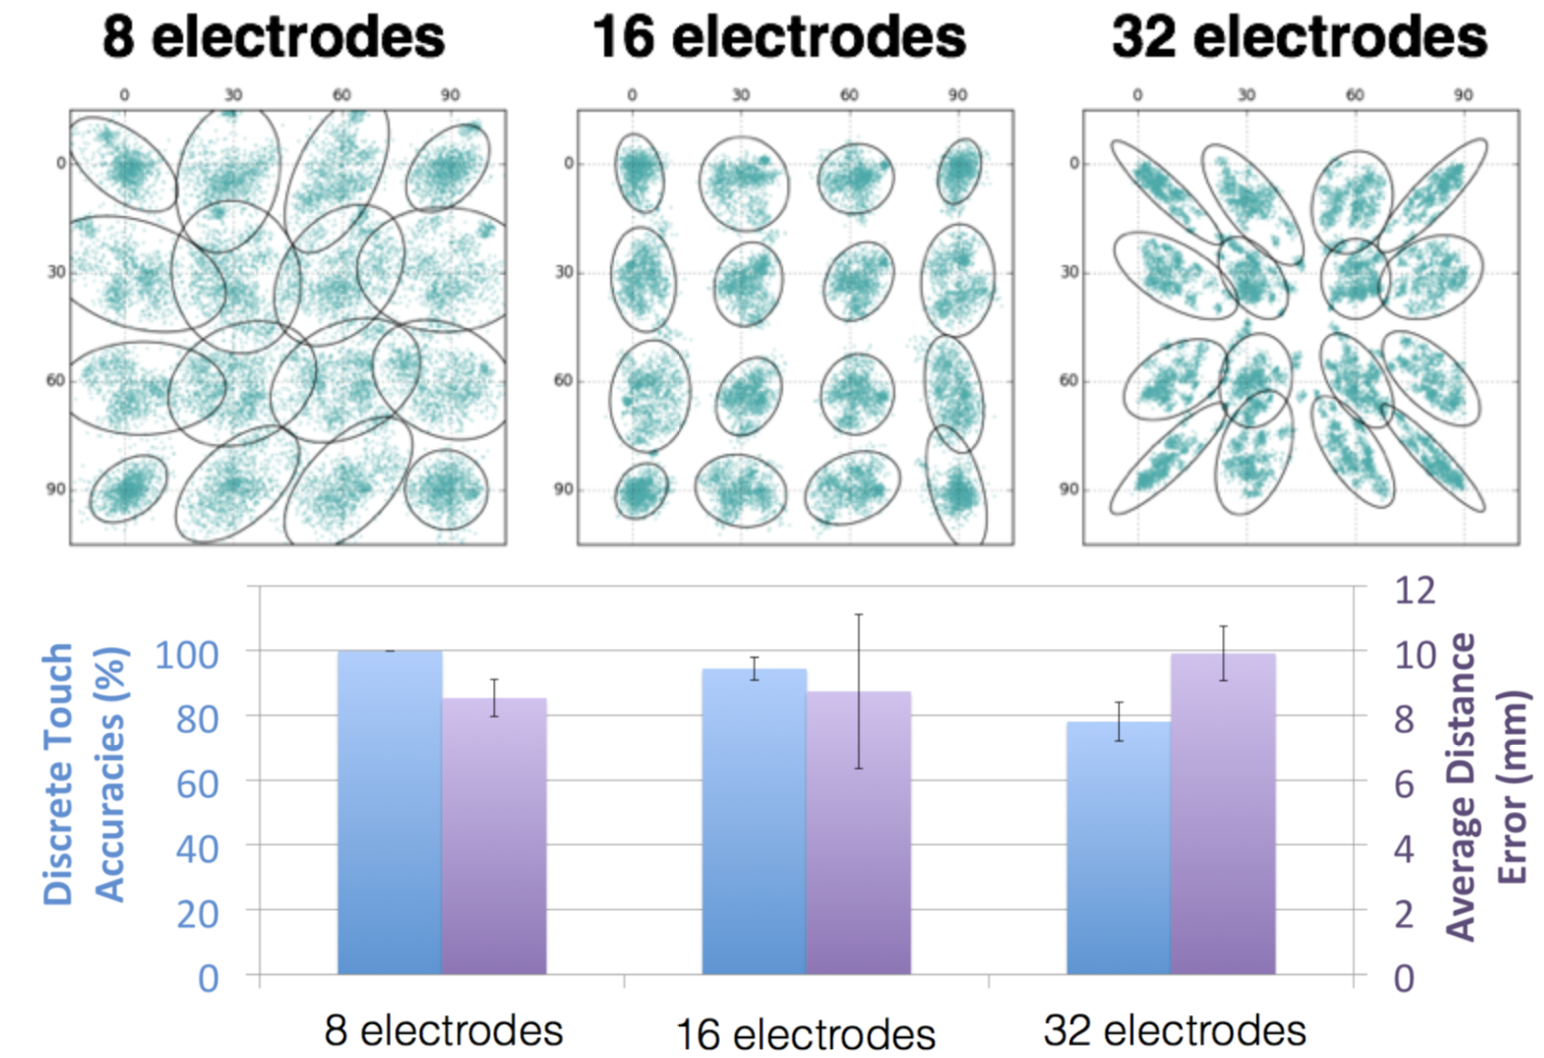 8 electrodes
16 electrodes
32 electrodes
0 30 60 90
0 30 60 90
0 30 60 90
0
30
60
90
0
30
60
90
0
30
60
90
Discrete Touch
Accuracies (%)
100
80
60
40
20
0
12
10
8
6
4
2
0
Average Distance
Error (mm)
8 electrodes
16 electrodes
32 electrodes